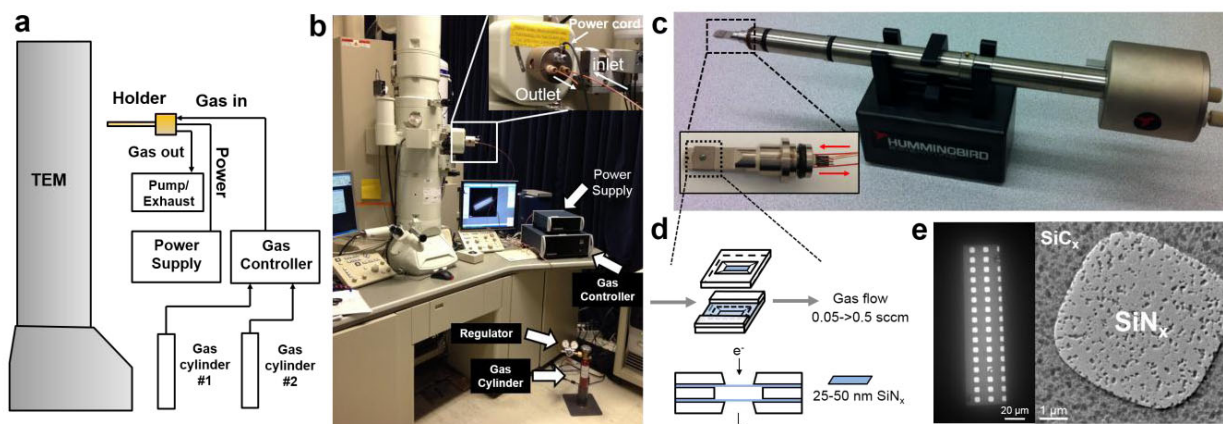 a
Holder
Gas in
TEM
Gas out
Power
Pump/
Exhaust
Power
Supply
Gas
Controller
Gas
cylinder
#1
Gas
cylinder
#2
b
Power cord
inlet
Outlet
Power
Supply
Gas
Controller
Regulator
Gas
Cylinder
c
HUMMINGBIRD
d
Gas flow
0.05->0.5 sccm
e-
25-50 nm SiNx
e
20 µm
SiCx
SiNx
1 µm